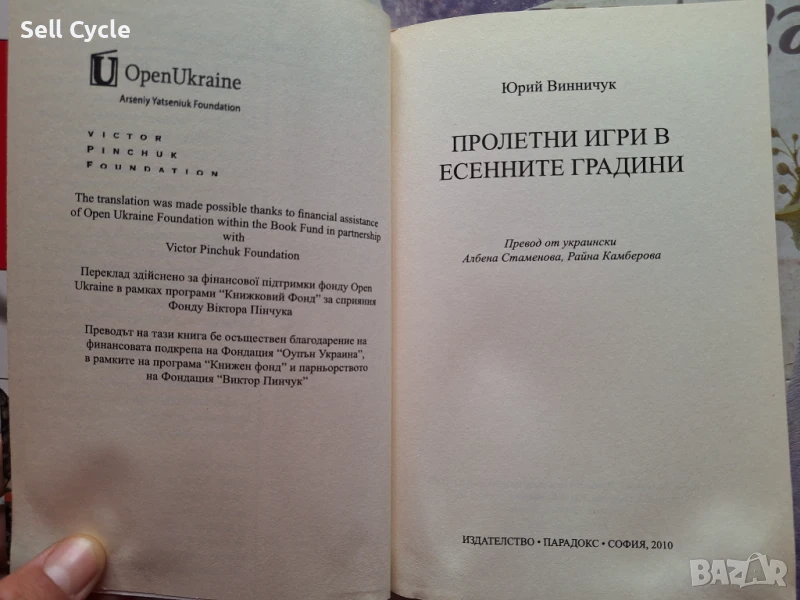 Sell Cycle
OpenUkraine
Arseniy Yatseniuk Foundation
VICTOR
PINCHUK
FOUNDATION
The translation was made possible thanks to financial assistance
of Open Ukraine Foundation within the Book Fund in partnership
with
Victor Pinchuk Foundation
Переклад здійснено за фінансової підтримки фонду Open
Ukraine в рамках програми “Книжковий Фонд” за сприяння
Фонду Віктора Пінчука
Преводът на тази книга бе осъществен благодарение на
финансовата подкрепа на Фондация “Оупън Украина”,
в рамките на програма “Книжен фонд” и парньорството
на Фондация “Виктор Пинчук”
Юрий Винничук
ПРОЛЕТНИ ИГРИ В
ЕСЕННИТЕ ГРАДИНИ
Превод от украински
Албена Стаменова, Райна Камберова
ИЗДАТЕЛСТВО • ПАРАДОКС • СОФИЯ, 2010
BAZAR